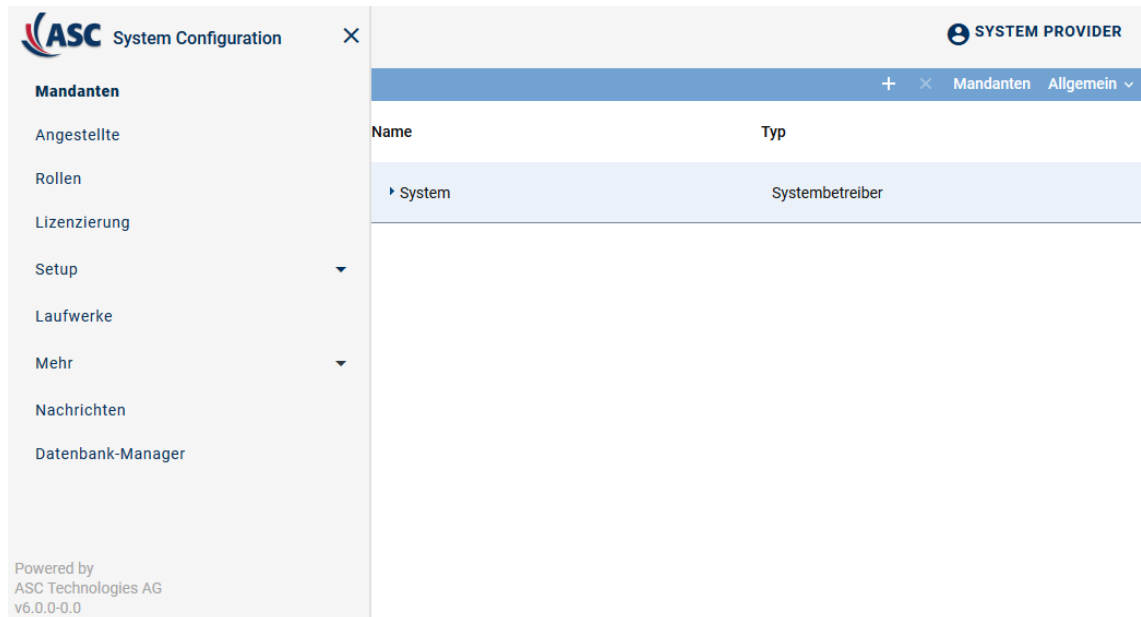 ASC System Configuration
SYSTEM PROVIDER
Mandanten
Angestellte
Rollen
Lizenzierung
Setup
Laufwerke
Mehr
Nachrichten
Datenbank-Manager
Powered by
ASC Technologies AG
v6.0.0-0.0
Mandanten Allgemein
Name Typ
System Systembetreiber